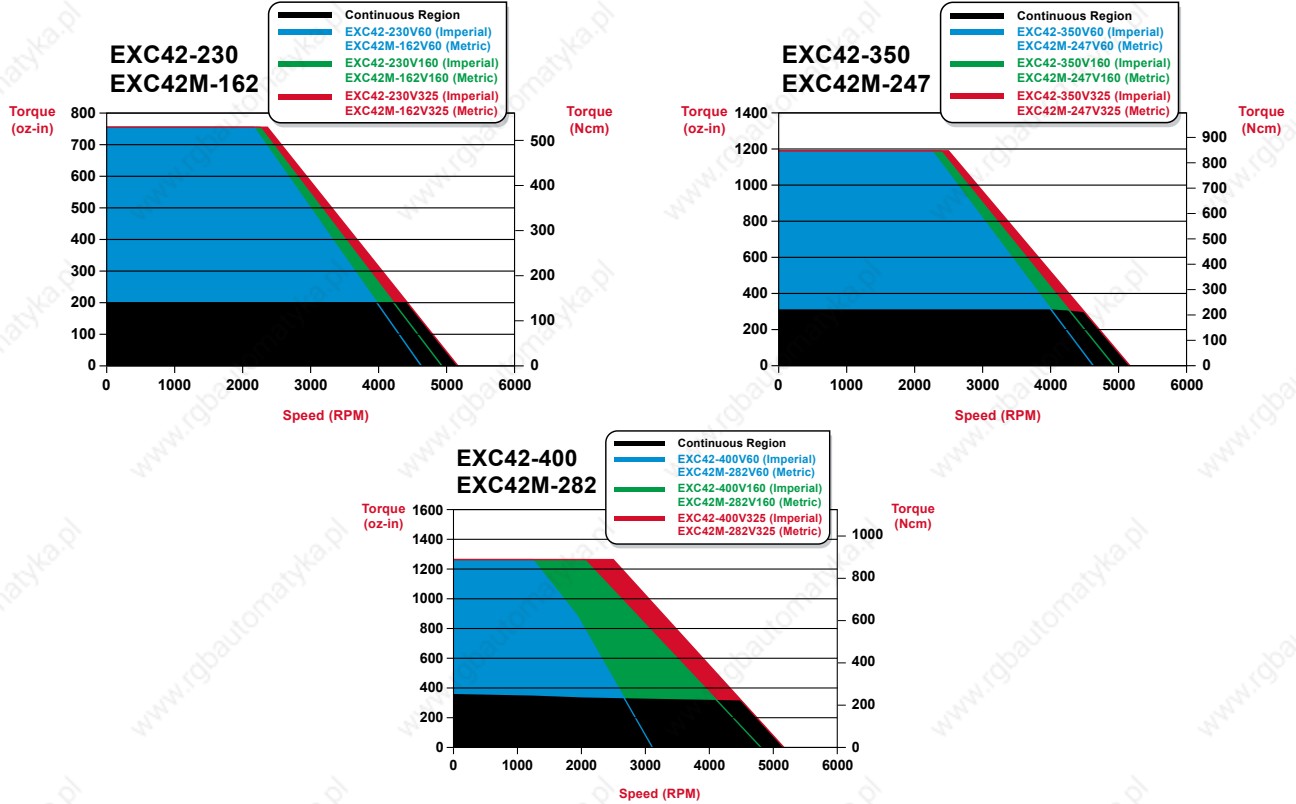 EXC42-230
EXC42M-162
Continuous Region
EXC42-230V60 (Imperial)
EXC42M-162V60 (Metric)
EXC42-230V160 (Imperial)
EXC42M-162V160 (Metric)
EXC42-230V325 (Imperial)
EXC42M-162V325 (Metric)
Torque
(oz-in)
800
700
600
500
400
300
200
100
0
Torque
(Ncm)
500
400
300
200
100
0
0 1000 2000 3000 4000 5000 6000
Speed (RPM)
EXC42-350
EXC42M-247
Continuous Region
EXC42-350V60 (Imperial)
EXC42M-247V60 (Metric)
EXC42-350V160 (Imperial)
EXC42M-247V160 (Metric)
EXC42-350V325 (Imperial)
EXC42M-247V325 (Metric)
Torque
(oz-in)
1400
1200
1000
800
600
400
200
0
Torque
(Ncm)
900
800
700
600
500
400
300
200
100
0
0 1000 2000 3000 4000 5000 6000
Speed (RPM)
EXC42-400
EXC42M-282
Continuous Region
EXC42-400V60 (Imperial)
EXC42M-282V60 (Metric)
EXC42-400V160 (Imperial)
EXC42M-282V160 (Metric)
EXC42-400V325 (Imperial)
EXC42M-282V325 (Metric)
Torque
(oz-in)
1600
1400
1200
1000
800
600
400
200
0
Torque
(Ncm)
1000
800
600
400
200
0
0 1000 2000 3000 4000 5000 6000
Speed (RPM)
www.rgbautomatyka.pl